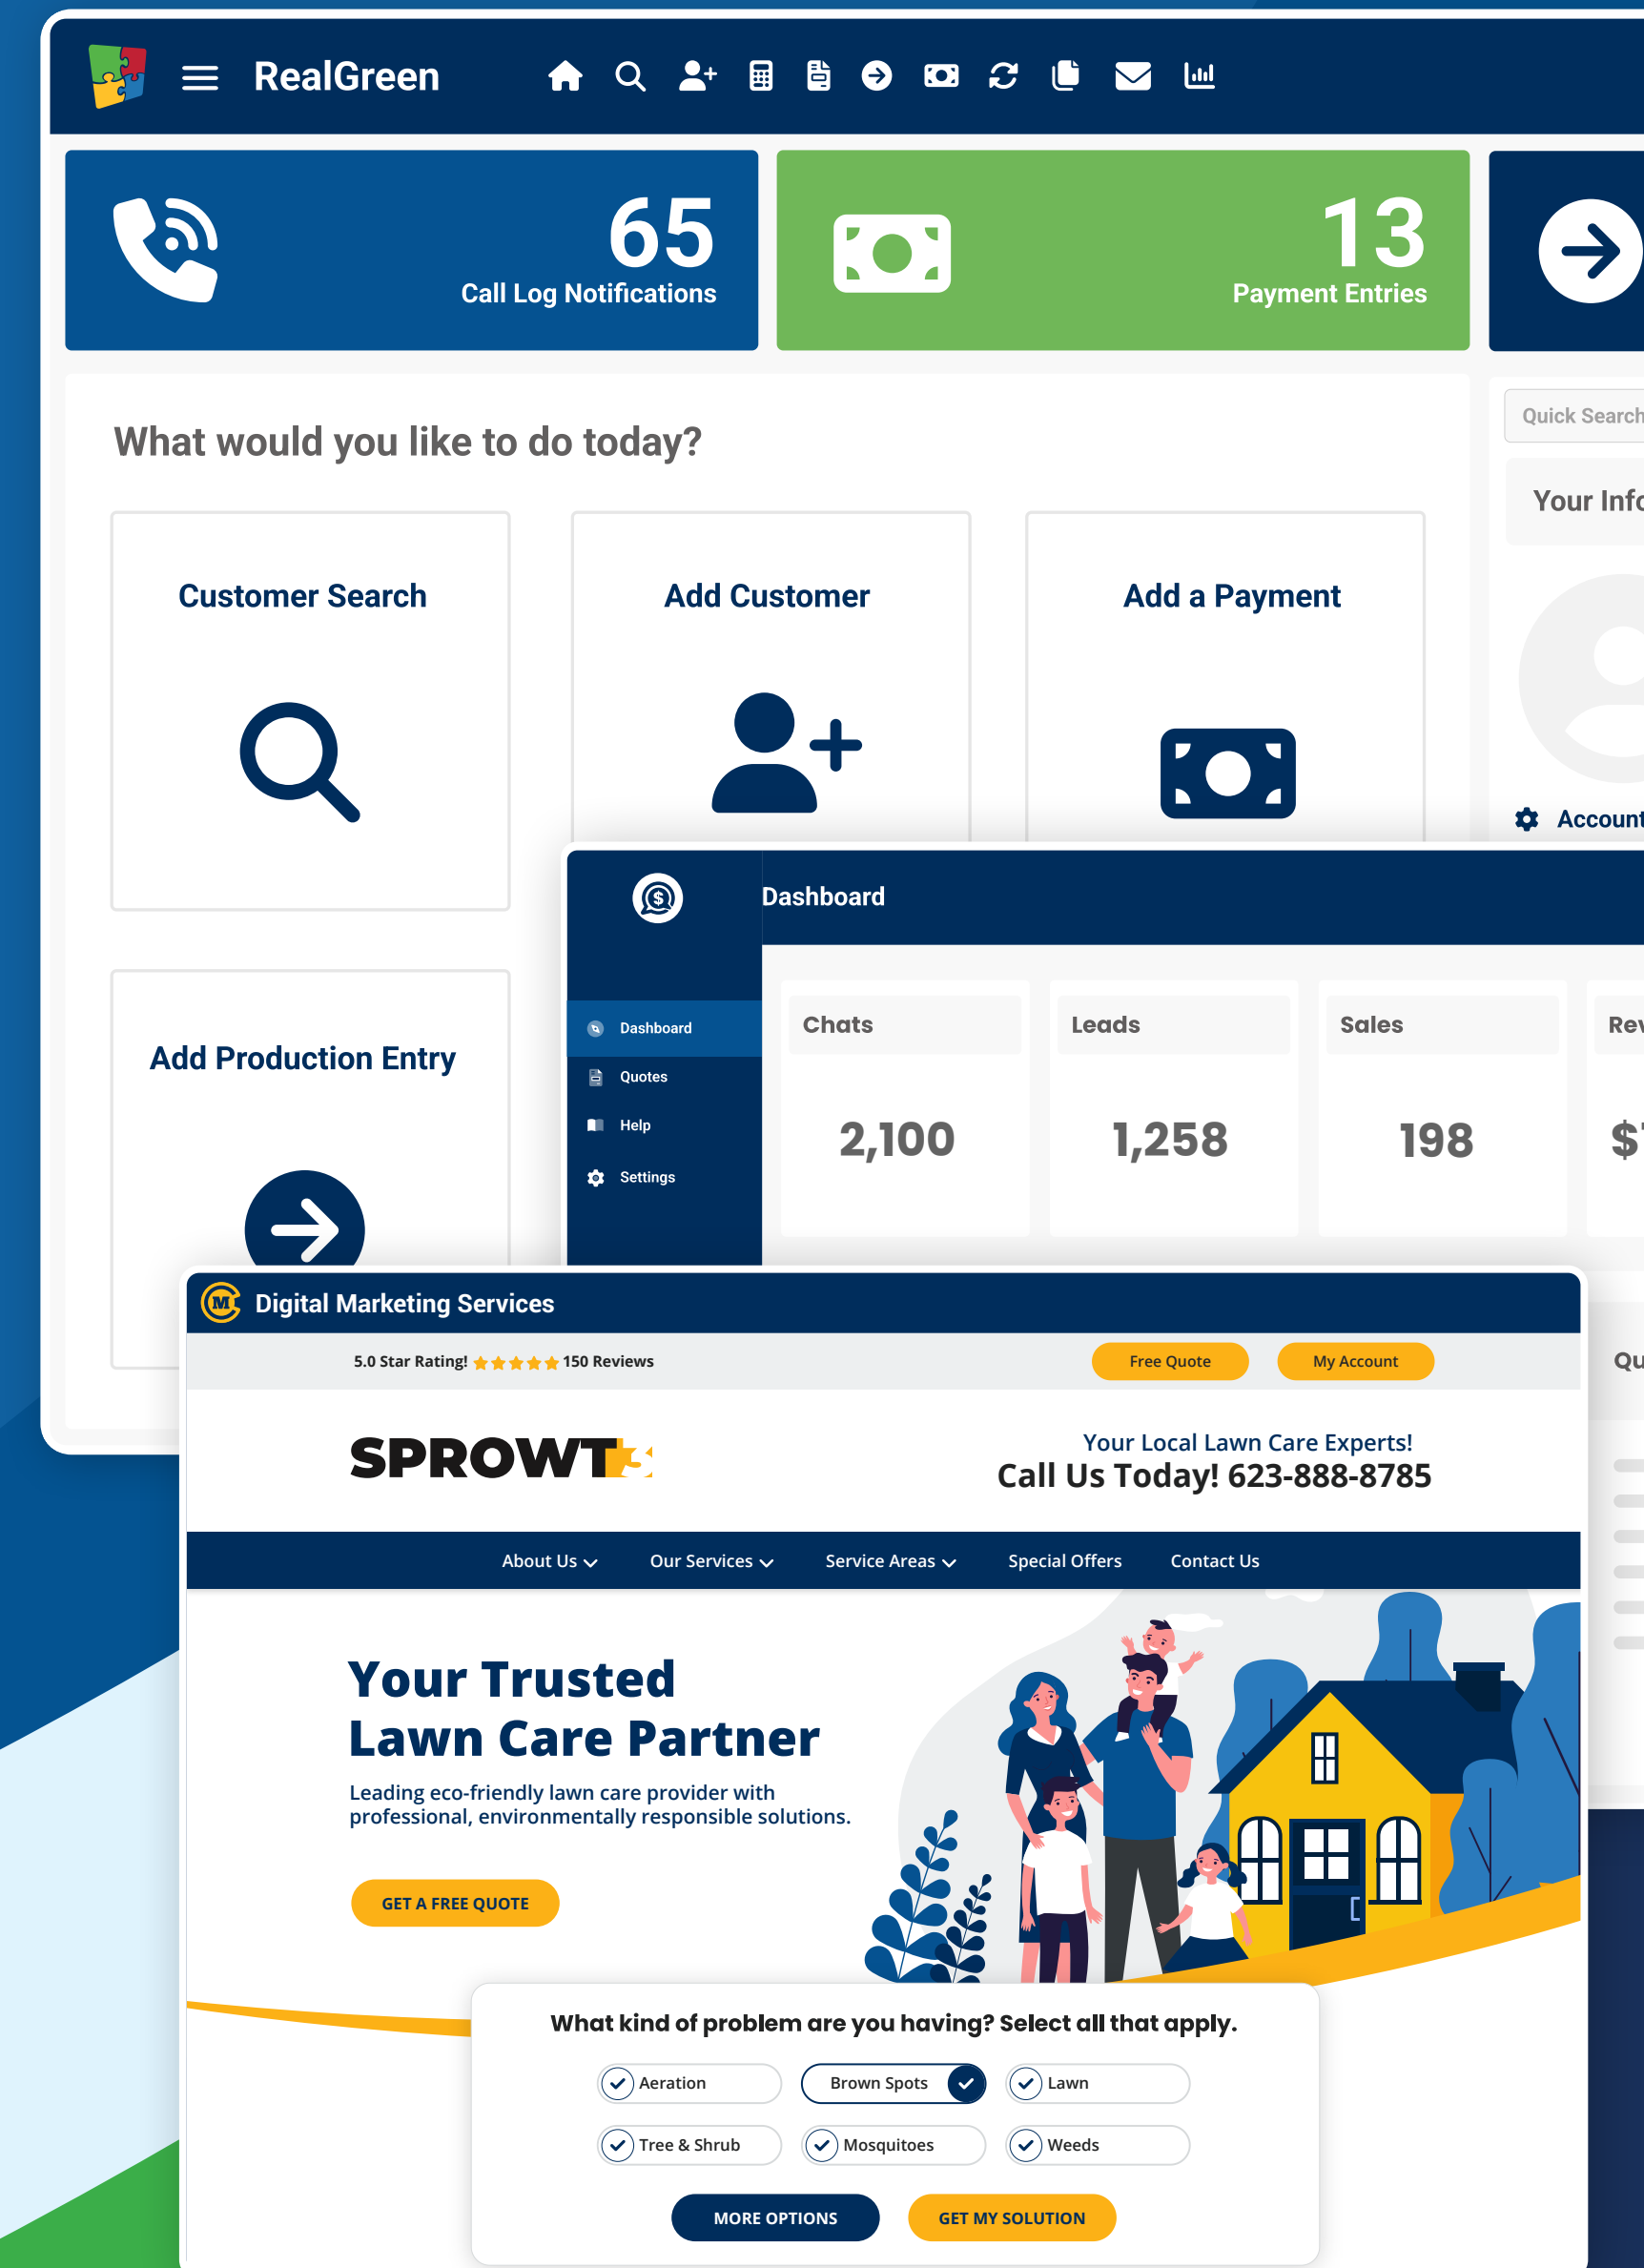 RealGreen
65
Call Log Notifications
13
Payment Entries
What would you like to do today?
Quick Search
Your Info
Customer Search
Add Customer
Add a Payment
Account
Add Production Entry
$
Dashboard
Dashboard
Quotes
Help
Settings
Chats
Leads
Sales
Rev
2,100
1,258
198
$
Qu
M
Digital Marketing Services
5.0 Star Rating!
150 Reviews
Free Quote
My Account
SPROWT3
Your Local Lawn Care Experts!
Call Us Today! 623-888-8785
About Us
Our Services
Service Areas
Special Offers
Contact Us
Your Trusted
Lawn Care Partner
Leading eco-friendly lawn care provider with
professional, environmentally responsible solutions.
GET A FREE QUOTE
What kind of problem are you having? Select all that apply.
Aeration
Brown Spots
Lawn
Tree & Shrub
Mosquitoes
Weeds
MORE OPTIONS
GET MY SOLUTION